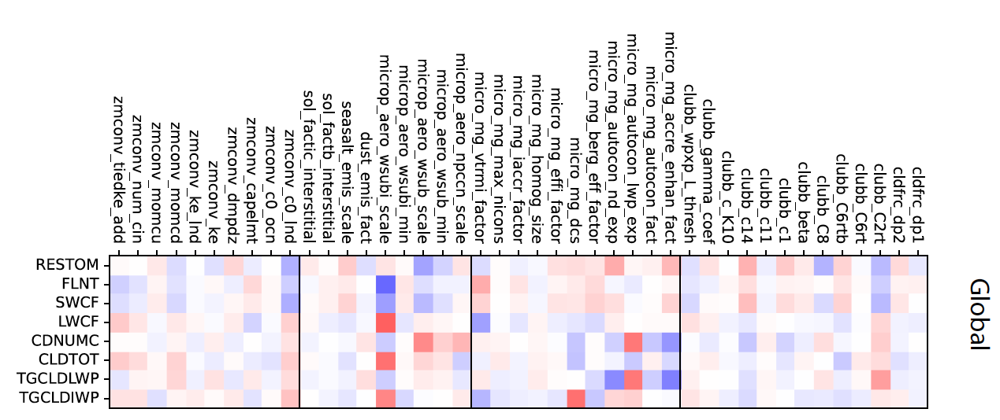 zmconv_tiedke_add
zmconv_num_cin
zmconv_momcu
zmconv_momcd
zmconv_ke_lnd
zmconv_ke
zmconv_dmpdz
zmconv_capelmt
zmconv_c0_ocn
zmconv_c0_lnd
sol_factic_interstitial
sol_factb_interstitial
seasalt_emis_scale
dust_emis_fact
microp_aero_wsubi_scale
microp_aero_wsubi_min
microp_aero_wsub_scale
microp_aero_wsub_min
microp_aero_npccn_scale
micro_mg_vtrmi_factor
micro_mg_max_nicons
micro_mg_iaccr_factor
micro_mg_homog_size
micro_mg_effi_factor
micro_mg_dcs
micro_mg_berg_eff_factor
micro_mg_autocon_nd_exp
micro_mg_autocon_lwp_exp
micro_mg_autocon_fact
micro_mg_accre_enhan_fact
clubb_wpxp_L_thresh
clubb_gamma_coef
clubb_c_K10
clubb_c14
clubb_c11
clubb_c1
clubb_beta
clubb_C8
clubb_C6rtb
clubb_C6rt
clubb_C2rt
cldfrc_dp2
cldfrc_dp1
RESTOM
FLNT
SWCF
LWCF
CDNUMC
CLDTOT
TGCLDLWP
TGCLDIWP
Global